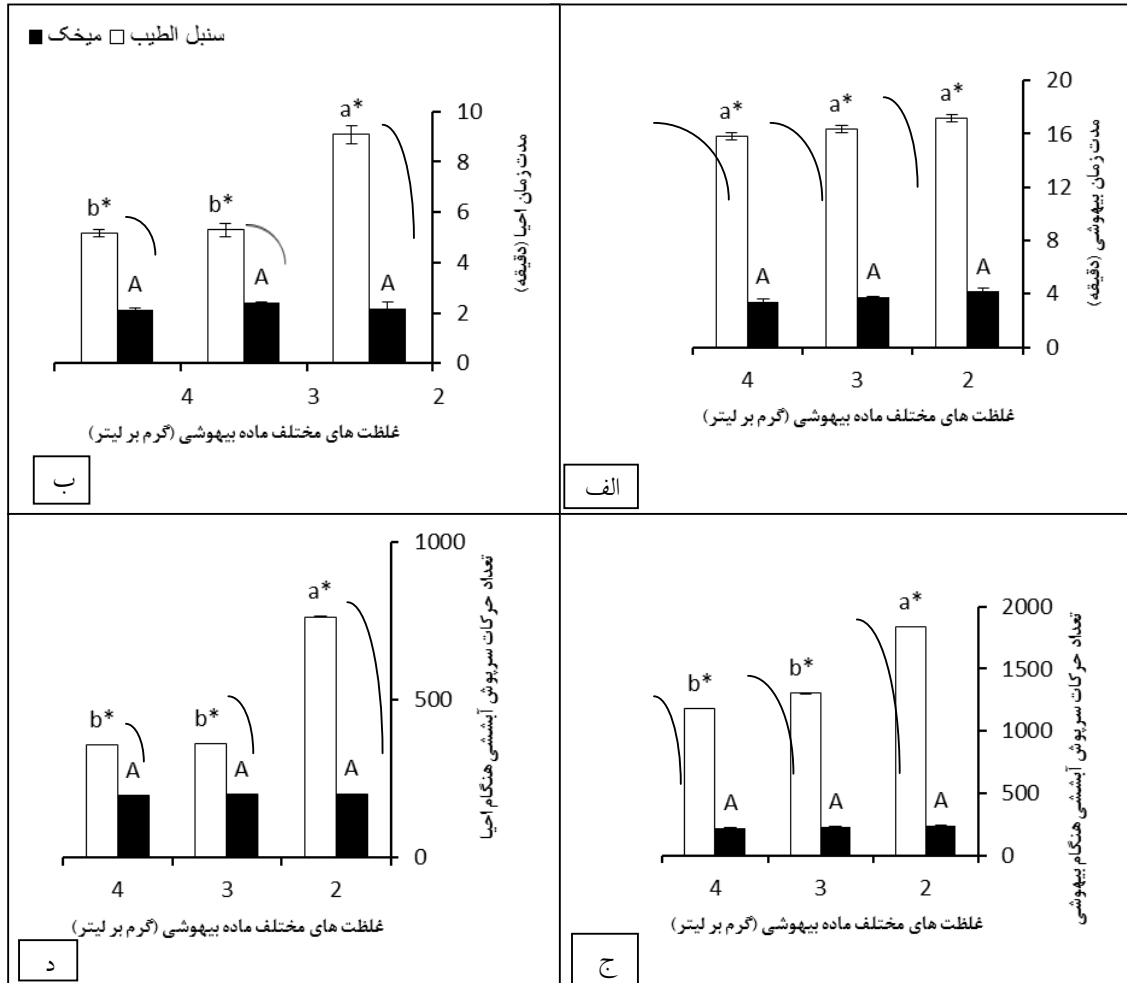 ■ میخک □ سنبل الطیب
a*
b*
b*
A
A
A
10
8
6
4
2
0
مدت زمان احیا (دقیقه)
2
3
4
غلظت های مختلف ماده بیهوشی (گرم بر لیتر)
ب
a*
a*
a*
A
A
A
20
16
12
8
4
0
مدت زمان بیهوشی (دقیقه)
2
3
4
غلظت های مختلف ماده بیهوشی (گرم بر لیتر)
الف
a*
b*
b*
A
A
A
1000
500
0
تعداد حرکات سرپوش آبششی هنگام احیا
2
3
4
غلظت های مختلف ماده بیهوشی (گرم بر لیتر)
د
a*
b*
b*
A
A
A
2000
1500
1000
500
0
تعداد حرکات سرپوش آبششی هنگام بیهوشی
2
3
4
غلظت های مختلف ماده بیهوشی (گرم بر لیتر)
ج